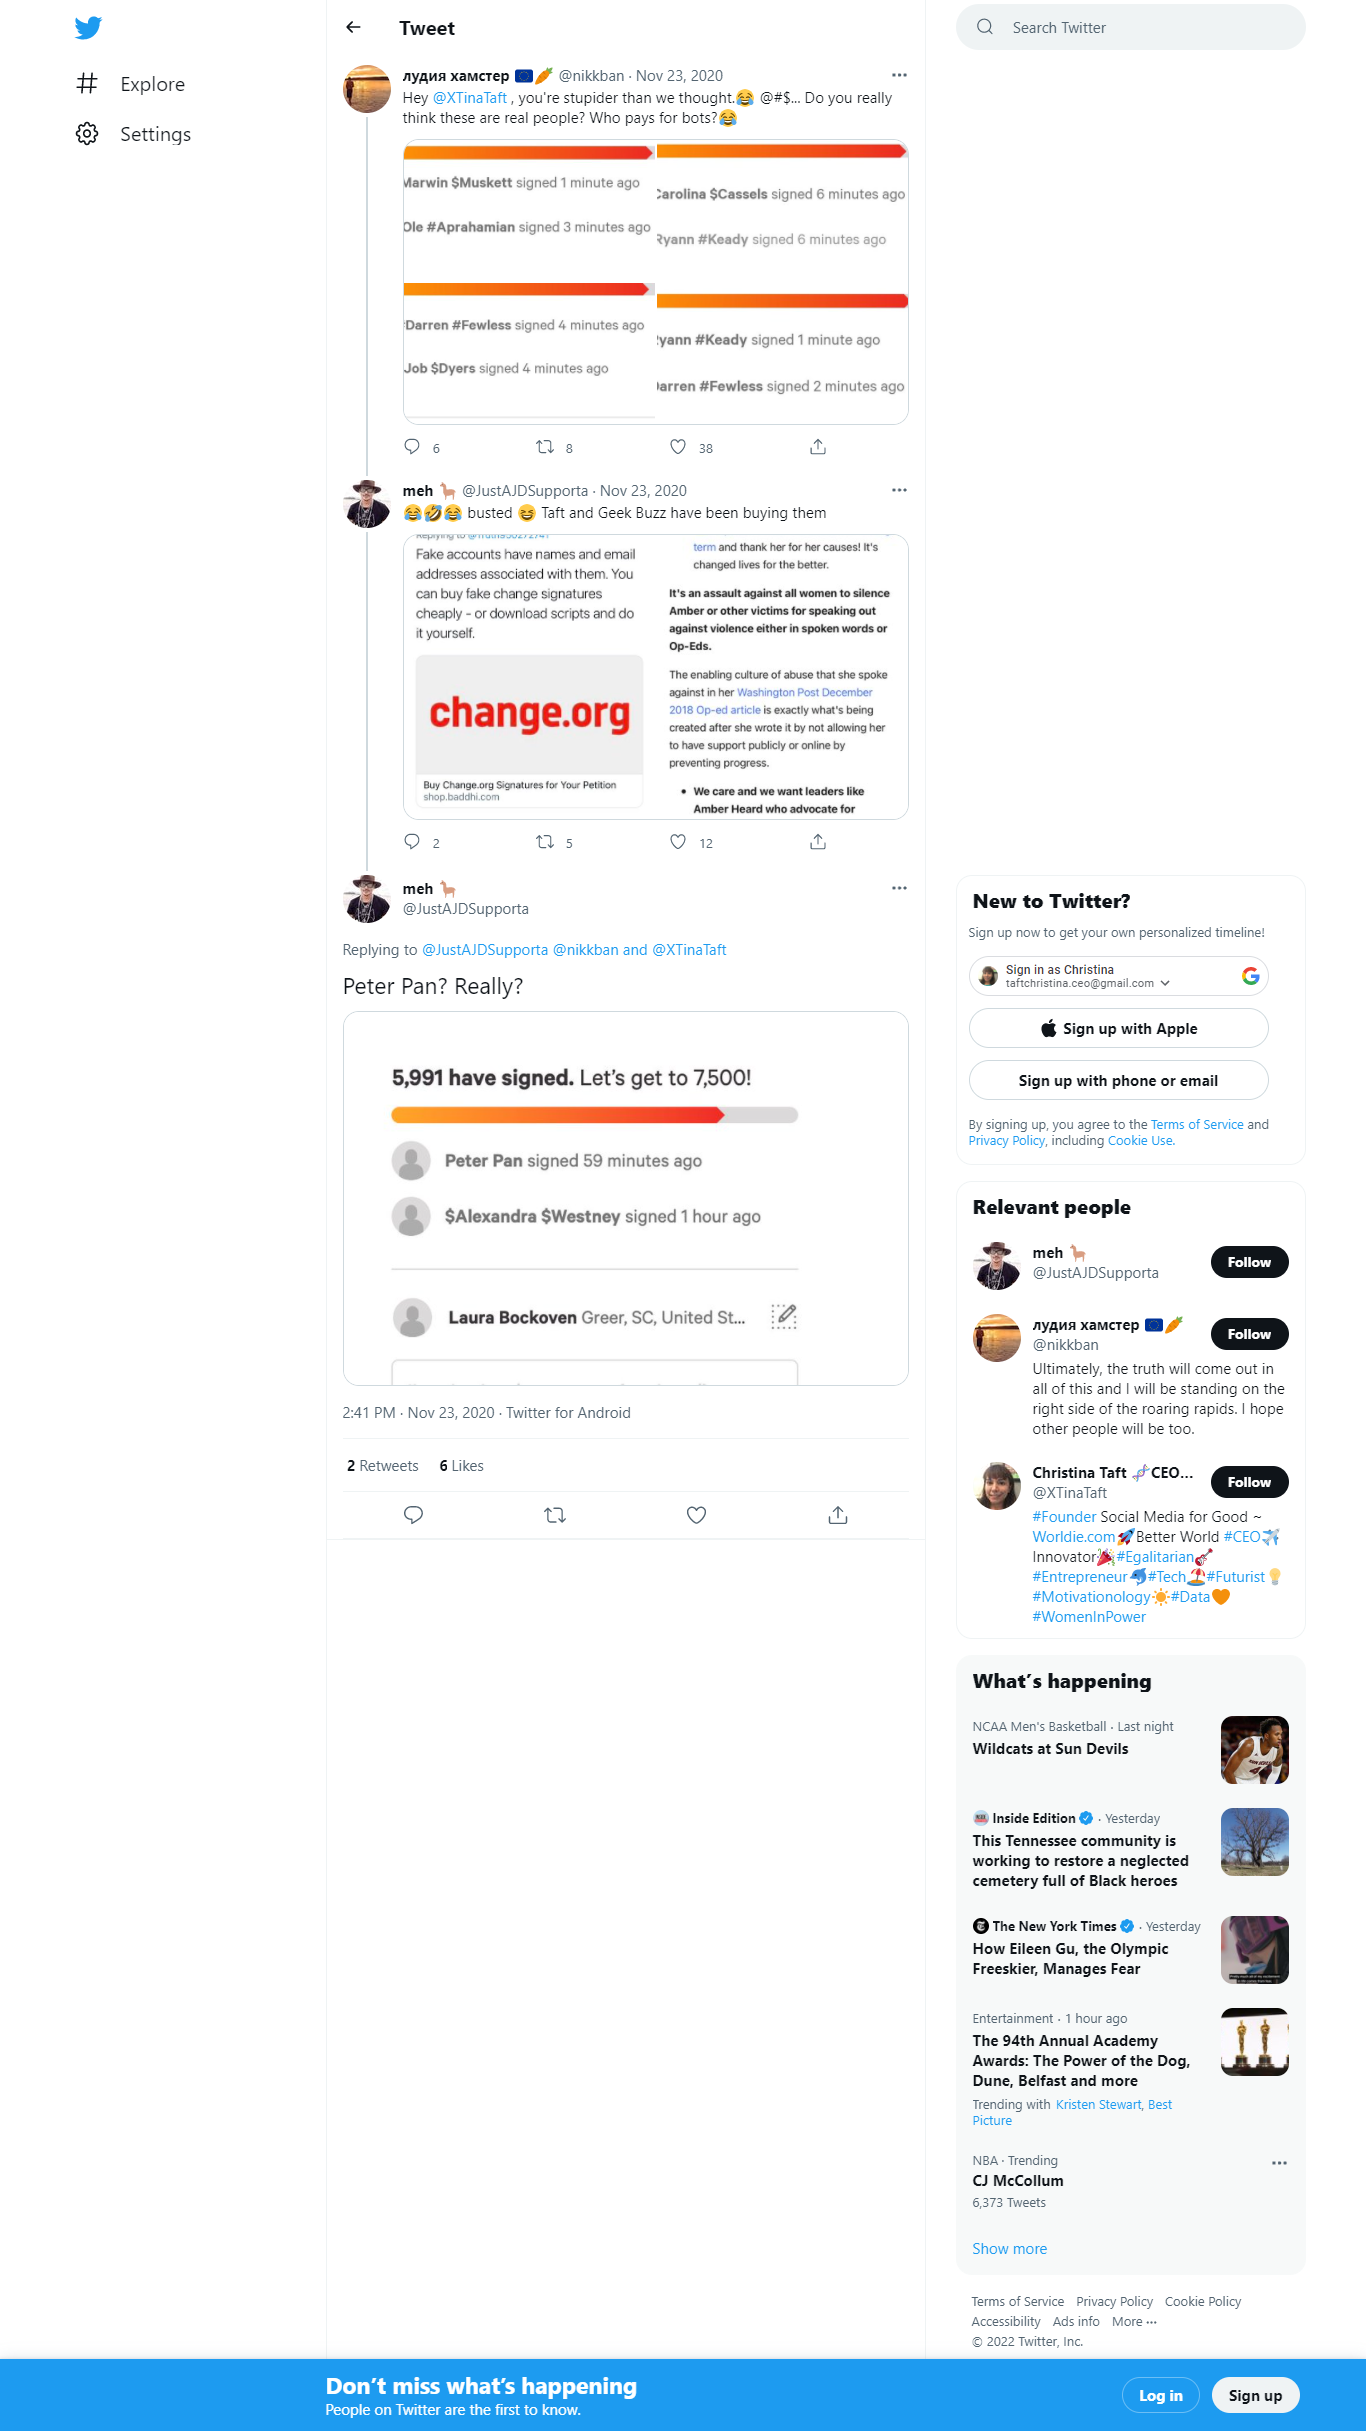 Tweet
Search Twitter
Explore
Settings
лудия хамстер @nikkban · Nov 23, 2020
Hey @XTinaTaft , you're stupider than we thought. @#$... Do you really
think these are real people? Who pays for bots?
Marwin $Muskett signed 1 minute ago
Ole #Aprahamian signed 3 minutes ago
Carolina $Cassels signed 6 minutes ago
Ryann #Keady signed 6 minutes ago
Darren #Fewless signed 4 minutes ago
Job $Dyers signed 4 minutes ago
yann #Keady signed 1 minute ago
arren #Fewless signed 2 minutes ago
6 8 38
meh @JustAJDSupporta · Nov 23, 2020
busted Taft and Geek Buzz have been buying them
Fake accounts have names and email
addresses associated with them. You
can buy fake change signatures
cheaply - or download scripts and do
it yourself.
change.org
Buy Change.org Signatures for Your Petition
shop.baddhi.com
term and thank her for her causes! It's
changed lives for the better.
It's an assault against all women to silence
Amber or other victims for speaking out
against violence either in spoken words or
Op-Eds.
The enabling culture of abuse that she spoke
against in her Washington Post December
2018 Op-ed article is exactly what's being
created after she wrote it by not allowing her
to have support publicly or online by
preventing progress.
• We care and we want leaders like
Amber Heard who advocate for
2 5 12
meh
@JustAJDSupporta
Replying to @JustAJDSupporta @nikkban and @XTinaTaft
Peter Pan? Really?
5,991 have signed. Let's get to 7,500!
Peter Pan signed 59 minutes ago
$Alexandra $Westney signed 1 hour ago
Laura Bockoven Greer, SC, United St...
2:41 PM · Nov 23, 2020 · Twitter for Android
2 Retweets 6 Likes
New to Twitter?
Sign up now to get your own personalized timeline!
Sign in as Christina
taftchristina.ceo@gmail.com
Sign up with Apple
Sign up with phone or email
By signing up, you agree to the Terms of Service and
Privacy Policy, including Cookie Use.
Relevant people
meh
@JustAJDSupporta
Follow
лудия хамстер
@nikkban
Follow
Ultimately, the truth will come out in
all of this and I will be standing on the
right side of the roaring rapids. I hope
other people will be too.
Christina Taft CEO...
@XTinaTaft
Follow
#Founder Social Media for Good ~
Worldie.com Better World #CEO
Innovator #Egalitarian
#Entrepreneur #Tech #Futurist
#Motivationology #Data
#WomenInPower
What's happening
NCAA Men's Basketball · Last night
Wildcats at Sun Devils
Inside Edition · Yesterday
This Tennessee community is
working to restore a neglected
cemetery full of Black heroes
The New York Times · Yesterday
How Eileen Gu, the Olympic
Freeskier, Manages Fear
Entertainment · 1 hour ago
The 94th Annual Academy
Awards: The Power of the Dog,
Dune, Belfast and more
Trending with Kristen Stewart, Best
Picture
NBA · Trending
CJ McCollum
6,373 Tweets
Show more
Terms of Service Privacy Policy Cookie Policy
Accessibility Ads info More ···
© 2022 Twitter, Inc.
Don't miss what's happening
People on Twitter are the first to know.
Log in
Sign up